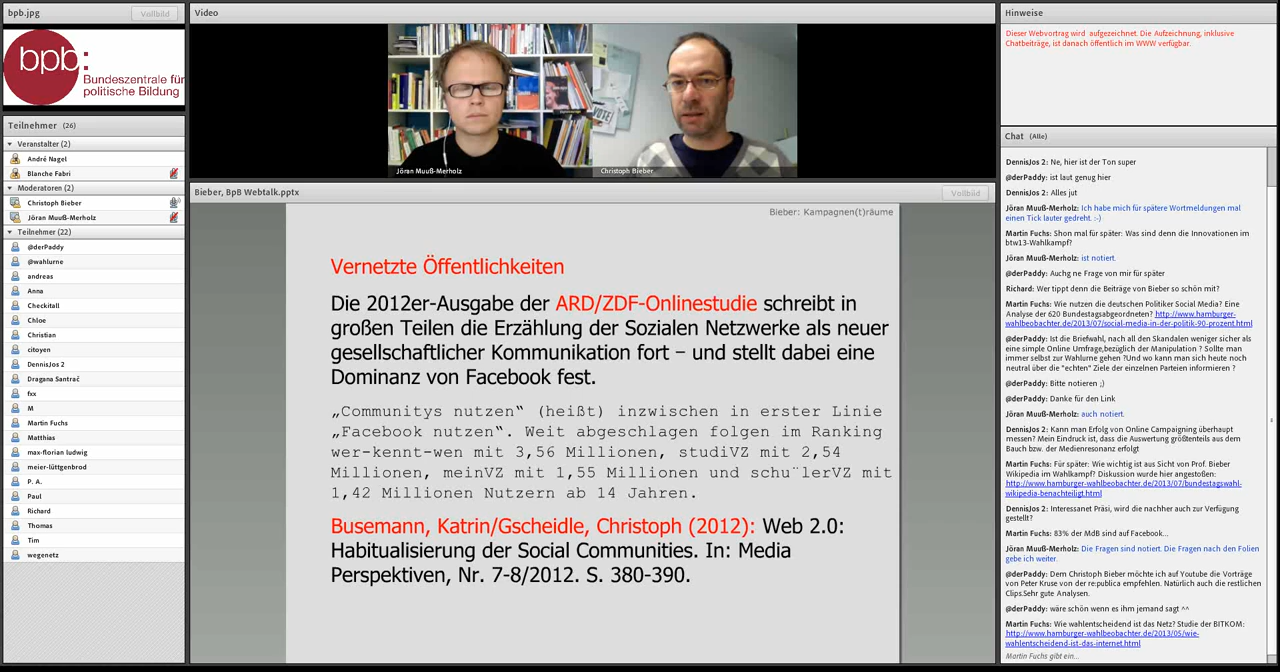 bpb.jpg
Vollbild
bpb:
Bundeszentrale für
politische Bildung
Teilnehmer (26)
Veranstalter (2)
André Nagel
Blanche Fabri
Moderatoren (2)
Christoph Bieber
Jöran Muuß-Merholz
Teilnehmer (22)
@derPaddy
@wahlurne
andreas
Anna
Checkitall
Chloe
Christian
citoyen
DennisJos 2
Dragana Santrač
fxx
M
Martin Fuchs
Matthias
max-florian ludwig
meier-lüttgenbrod
P. A.
Paul
Richard
Thomas
Tim
wegenetz
Video
VOTE
Jöran Muuß-Merholz
Christoph Bieber
Bieber, BpB Webtalk.pptx
Vollbild
Bieber: Kampagnen(t)räume
Vernetzte Öffentlichkeiten
Die 2012er-Ausgabe der ARD/ZDF-Onlinestudie schreibt in
großen Teilen die Erzählung der Sozialen Netzwerke als neuer
gesellschaftlicher Kommunikation fort – und stellt dabei eine
Dominanz von Facebook fest.
„Communitys nutzen“ (heißt) inzwischen in erster Linie
„Facebook nutzen“. Weit abgeschlagen folgen im Ranking
wer-kennt-wen mit 3,56 Millionen, studiVZ mit 2,54
Millionen, meinVZ mit 1,55 Millionen und schu¨lerVZ mit
1,42 Millionen Nutzern ab 14 Jahren.
Busemann, Katrin/Gscheidle, Christoph (2012): Web 2.0:
Habitualisierung der Social Communities. In: Media
Perspektiven, Nr. 7-8/2012. S. 380-390.
Hinweise
Dieser Webvortrag wird aufgezeichnet. Die Aufzeichnung, inklusive
Chatbeiträge, ist danach öffentlich im WWW verfügbar.
Chat (Alle)
DennisJos 2: Ne, hier ist der Ton super
@derPaddy: ist laut genug hier
DennisJos 2: Alles jut
Jöran Muuß-Merholz: Ich habe mich für spätere Wortmeldungen mal
einen Tick lauter gedreht. :-)
Martin Fuchs: Shon mal für später: Was sind denn die Innovationen im
btw13-Wahlkampf?
Jöran Muuß-Merholz: ist notiert.
@derPaddy: Auchg ne Frage von mir für später
Richard: Wer tippt denn die Beiträge von Bieber so schön mit?
Martin Fuchs: Wie nutzen die deutschen Politiker Social Media? Eine
Analyse der 620 Bundestagsabgeordneten? http://www.hamburger-
wahlbeobachter.de/2013/07/social-media-in-der-politik-90-prozent.html
@derPaddy: Ist die Briefwahl, nach all den Skandalen weniger sicher als
eine simple Online Umfrage,bezüglich der Manipulation ? Sollte man
immer selbst zur Wahlurne gehen ?Und wo kann man sich heute noch
neutral über die "echten" Ziele der einzelnen Parteien informieren ?
@derPaddy: Bitte notieren ;)
@derPaddy: Danke für den Link
Jöran Muuß-Merholz: auch notiert.
DennisJos 2: Kann man Erfolg von Online Campaigning überhaupt
messen? Mein Eindruck ist, dass die Auswertung größtenteils aus dem
Bauch bzw. der Medienresonanz erfolgt
Martin Fuchs: Für später: Wie wichtig ist aus Sicht von Prof. Bieber
Wikipedia im Wahlkampf? Diskussion wurde hier angestoßen:
http://www.hamburger-wahlbeobachter.de/2013/07/bundestagswahl-
wikipedia-benachteiligt.html
DennisJos 2: Interessanet Präsi, wird die nachher auch zur Verfügung
gestellt?
Martin Fuchs: 83% der MdB sind auf Facebook...
Jöran Muuß-Merholz: Die Fragen sind notiert. Die Fragen nach den Folien
gebe ich weiter.
@derPaddy: Dem Christoph Bieber möchte ich auf Youtube die Vorträge
von Peter Kruse von der re:publica empfehlen. Natürlich auch die restlichen
Clips.Sehr gute Analysen.
@derPaddy: wäre schön wenn es ihm jemand sagt ^^
Martin Fuchs: Wie wahlentscheidend ist das Netz? Studie der BITKOM:
http://www.hamburger-wahlbeobachter.de/2013/05/wie-
wahlentscheidend-ist-das-internet.html
Martin Fuchs gibt ein...